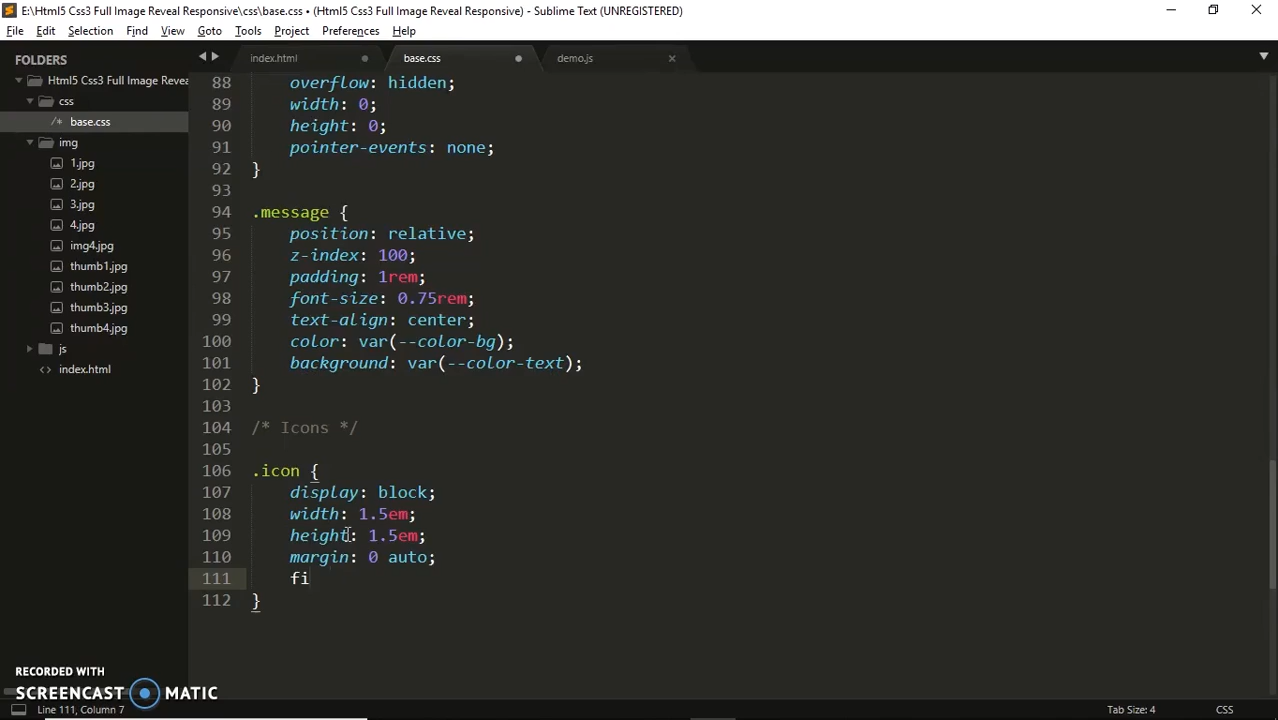 E:\Html5 Css3 Full Image Reveal Responsive\css\base.css • (Html5 Css3 Full Image Reveal Responsive) - Sublime Text (UNREGISTERED)
File Edit Selection Find View Goto Tools Project Preferences Help
FOLDERS
Html5 Css3 Full Image Revea
css
/* base.css
img
1.jpg
2.jpg
3.jpg
4.jpg
img4.jpg
thumb1.jpg
thumb2.jpg
thumb3.jpg
thumb4.jpg
js
<> index.html
index.html base.css demo.js
88 overflow: hidden;
89 width: 0;
90 height: 0;
91 pointer-events: none;
92 }
93
94 .message {
95 position: relative;
96 z-index: 100;
97 padding: 1rem;
98 font-size: 0.75rem;
99 text-align: center;
100 color: var(--color-bg);
101 background: var(--color-text);
102 }
103
104 /* Icons */
105
106 .icon {
107 display: block;
108 width: 1.5em;
109 height: 1.5em;
110 margin: 0 auto;
111 fi
112 }
RECORDED WITH
SCREENCAST MATIC
Line 111, Column 7 Tab Size: 4 CSS